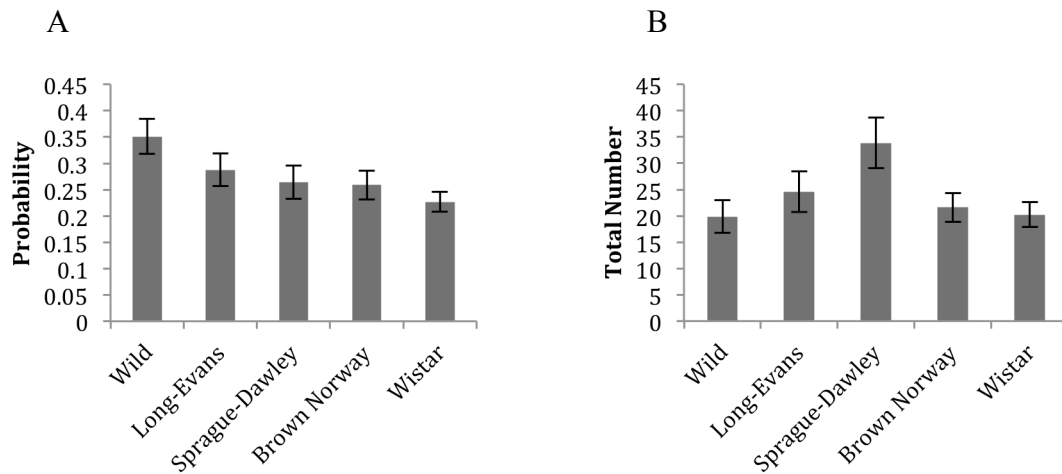 A
Probability
0.45
0.4
0.35
0.3
0.25
0.2
0.15
0.1
0.05
0
Wild
Long-Evans
Sprague-Dawley
Brown Norway
Wistar
B
Total Number
45
40
35
30
25
20
15
10
5
0
Wild
Long-Evans
Sprague-Dawley
Brown Norway
Wistar